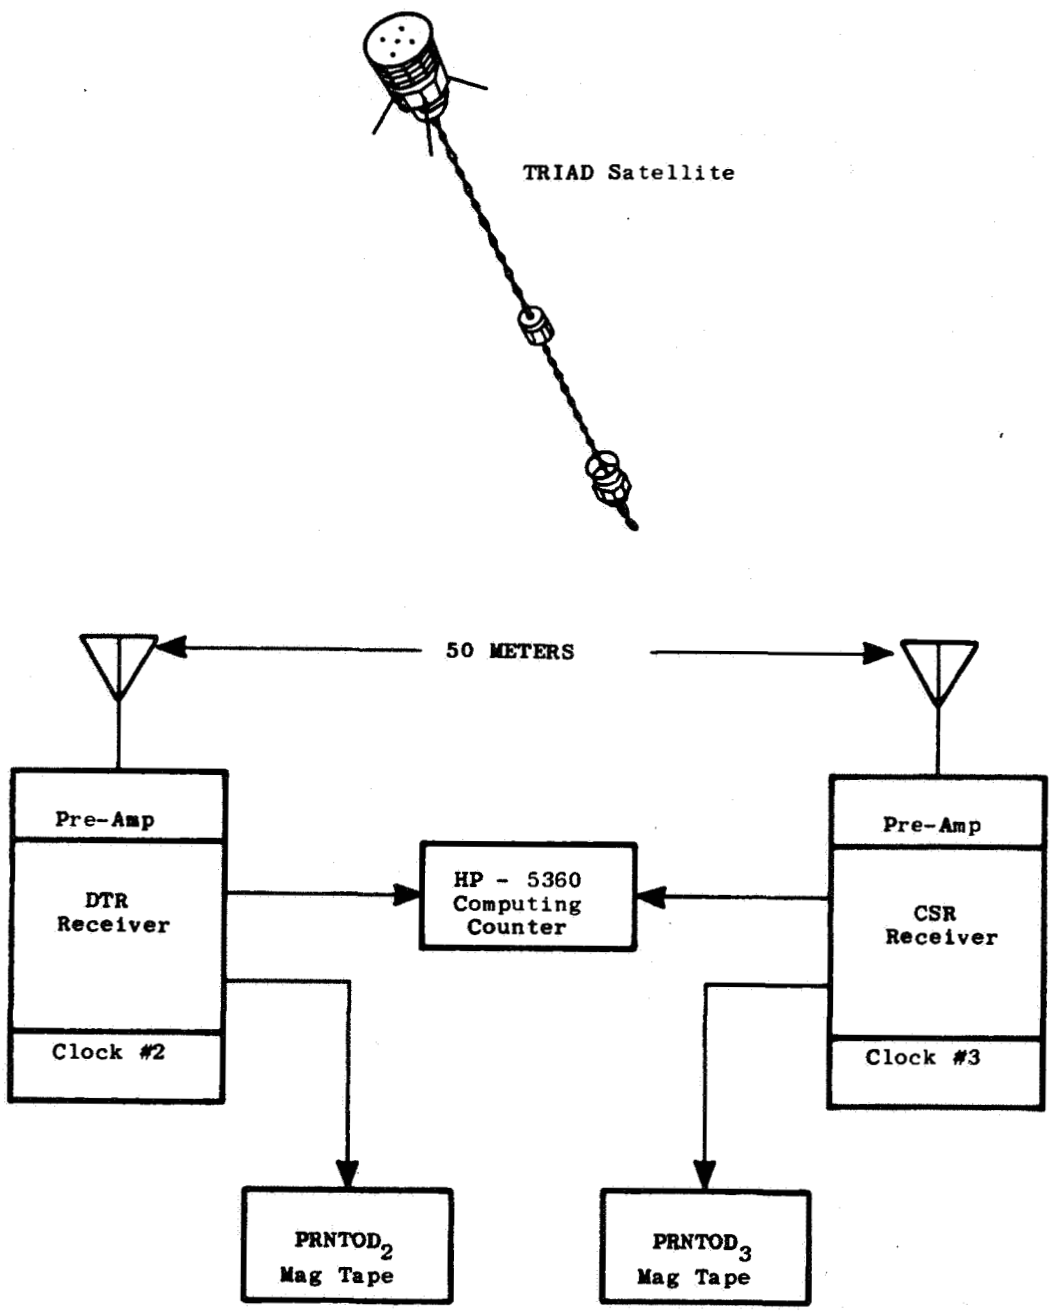 TRIAD Satellite
50 METERS
Pre-Amp
DTR
Receiver
Clock #2
HP - 5360
Computing
Counter
Pre-Amp
CSR
Receiver
Clock #3
PRNTOD2
Mag Tape
PRNTOD3
Mag Tape